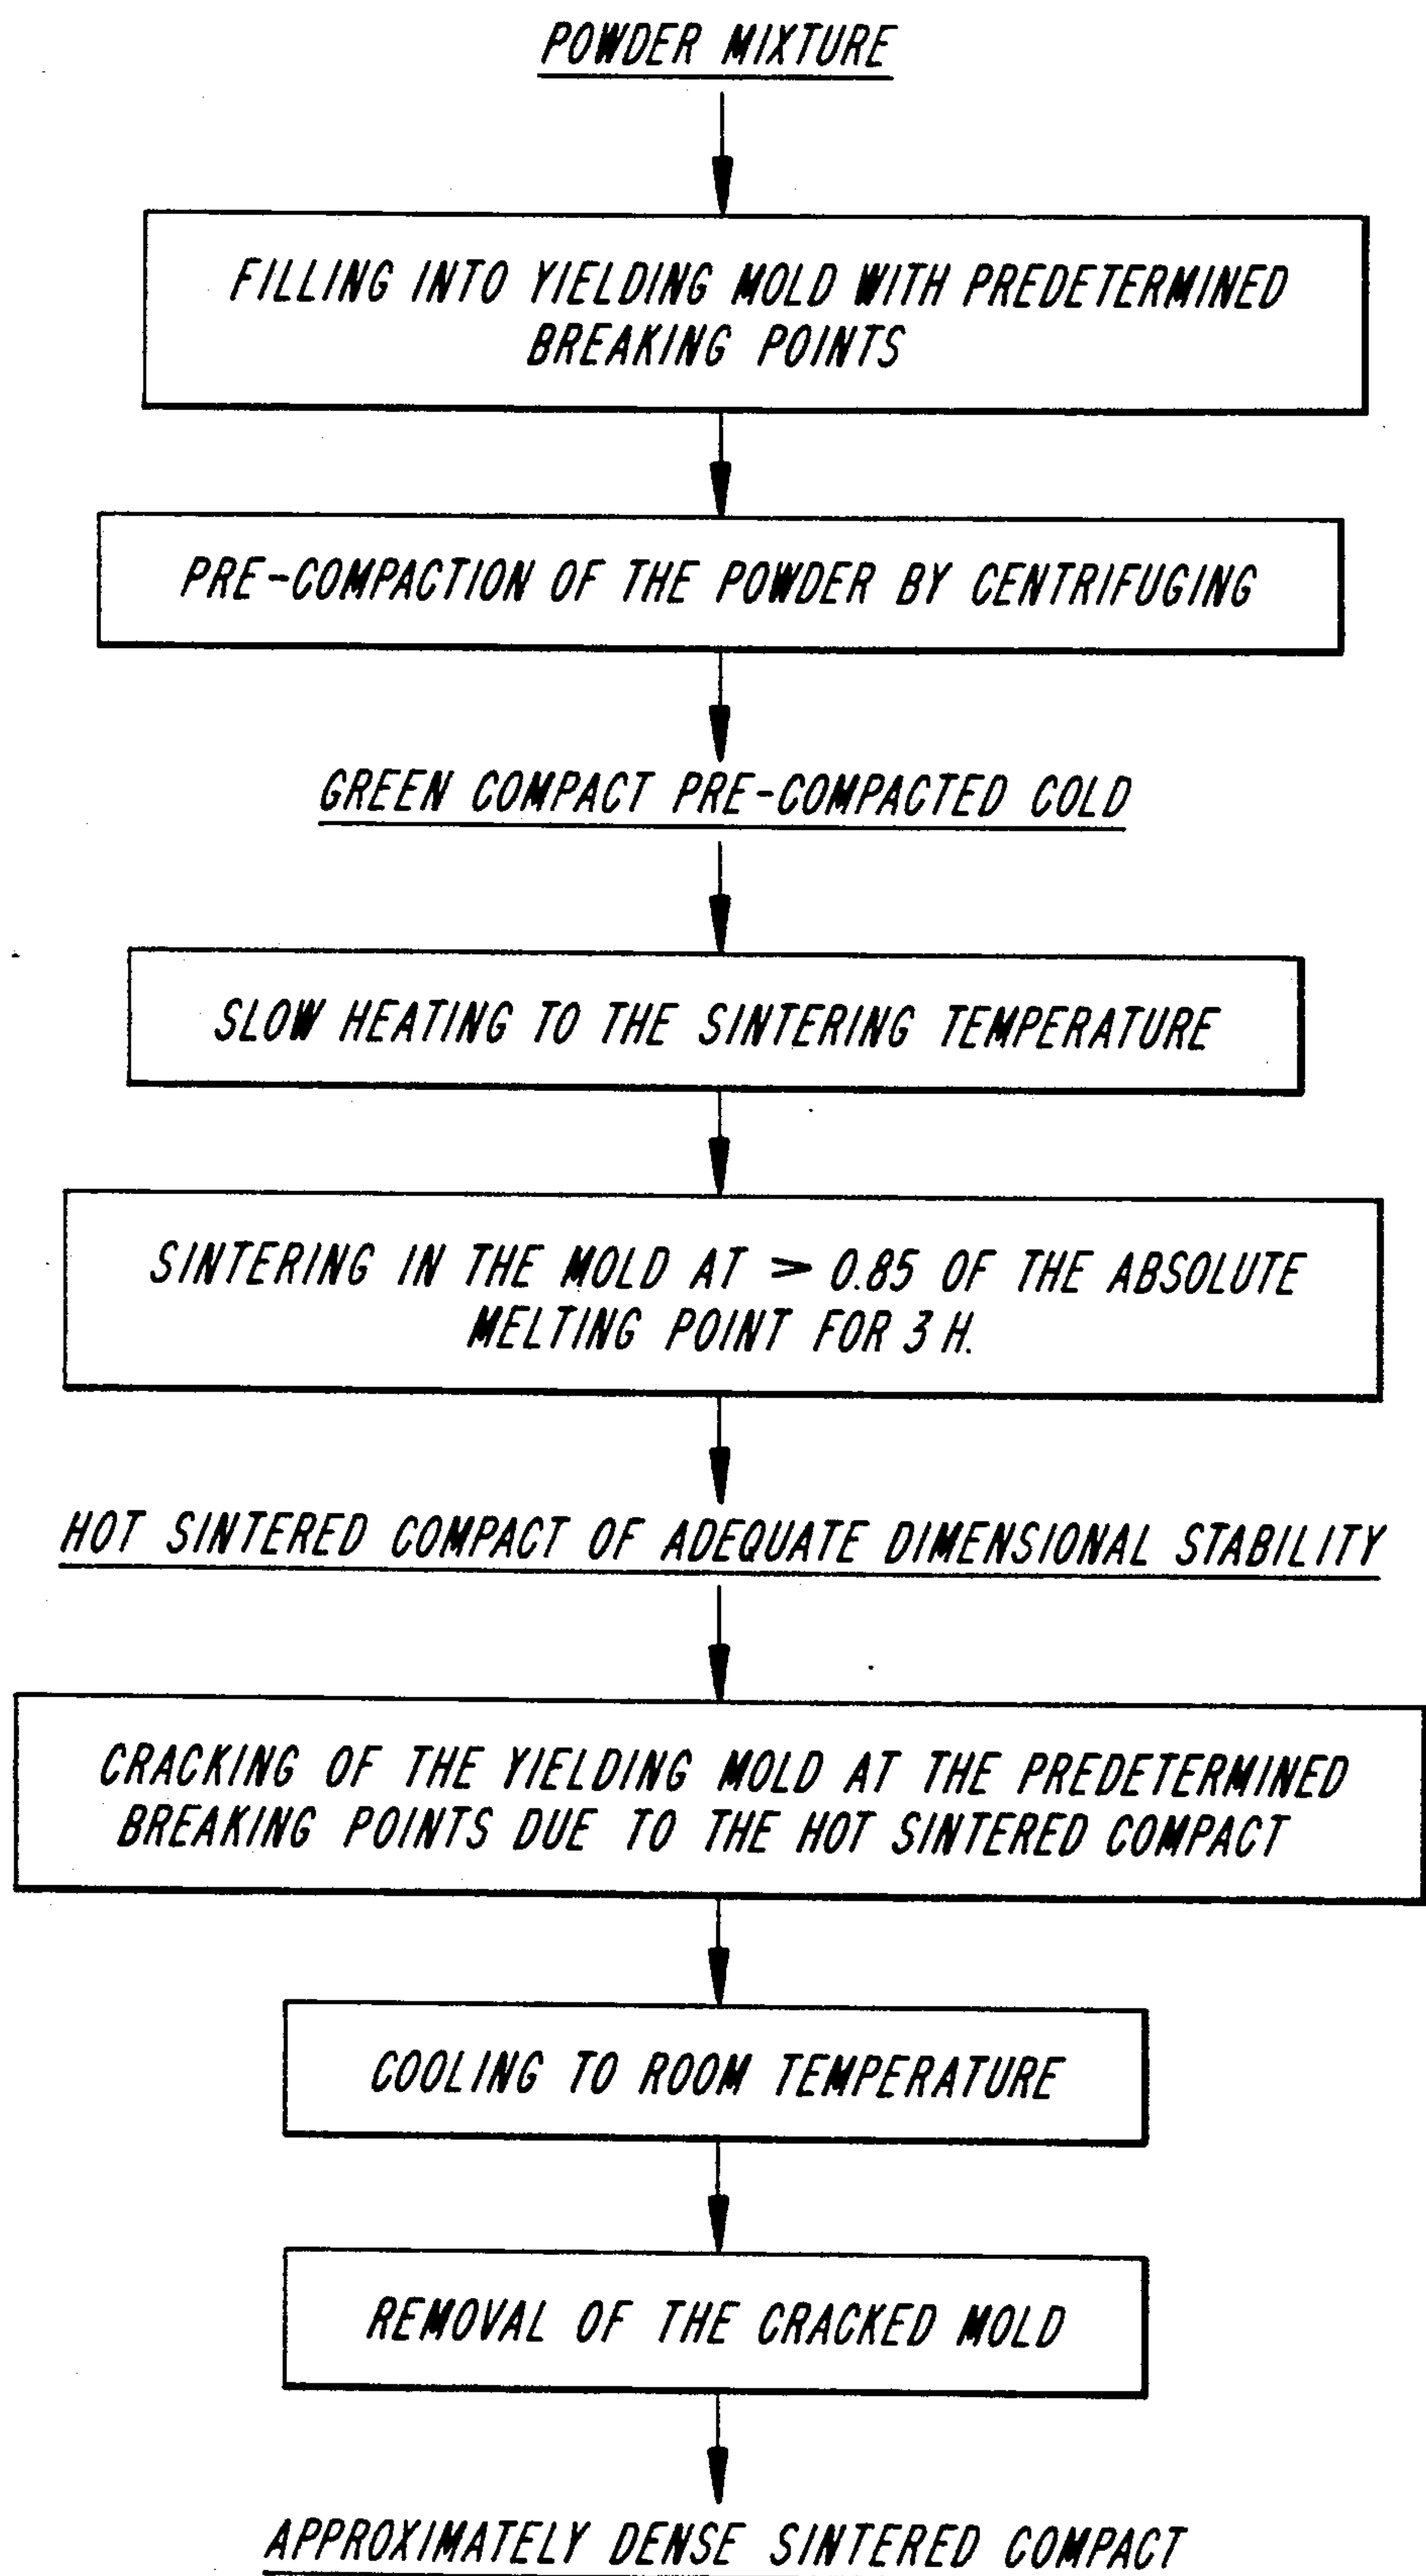 POWDER MIXTURE
FILLING INTO YIELDING MOLD WITH PREDETERMINED
BREAKING POINTS
PRE-COMPACTION OF THE POWDER BY CENTRIFUGING
GREEN COMPACT PRE-COMPACTED COLD
SLOW HEATING TO THE SINTERING TEMPERATURE
SINTERING IN THE MOLD AT > 0.85 OF THE ABSOLUTE
MELTING POINT FOR 3 H.
HOT SINTERED COMPACT OF ADEQUATE DIMENSIONAL STABILITY
CRACKING OF THE YIELDING MOLD AT THE PREDETERMINED
BREAKING POINTS DUE TO THE HOT SINTERED COMPACT
COOLING TO ROOM TEMPERATURE
REMOVAL OF THE CRACKED MOLD
APPROXIMATELY DENSE SINTERED COMPACT